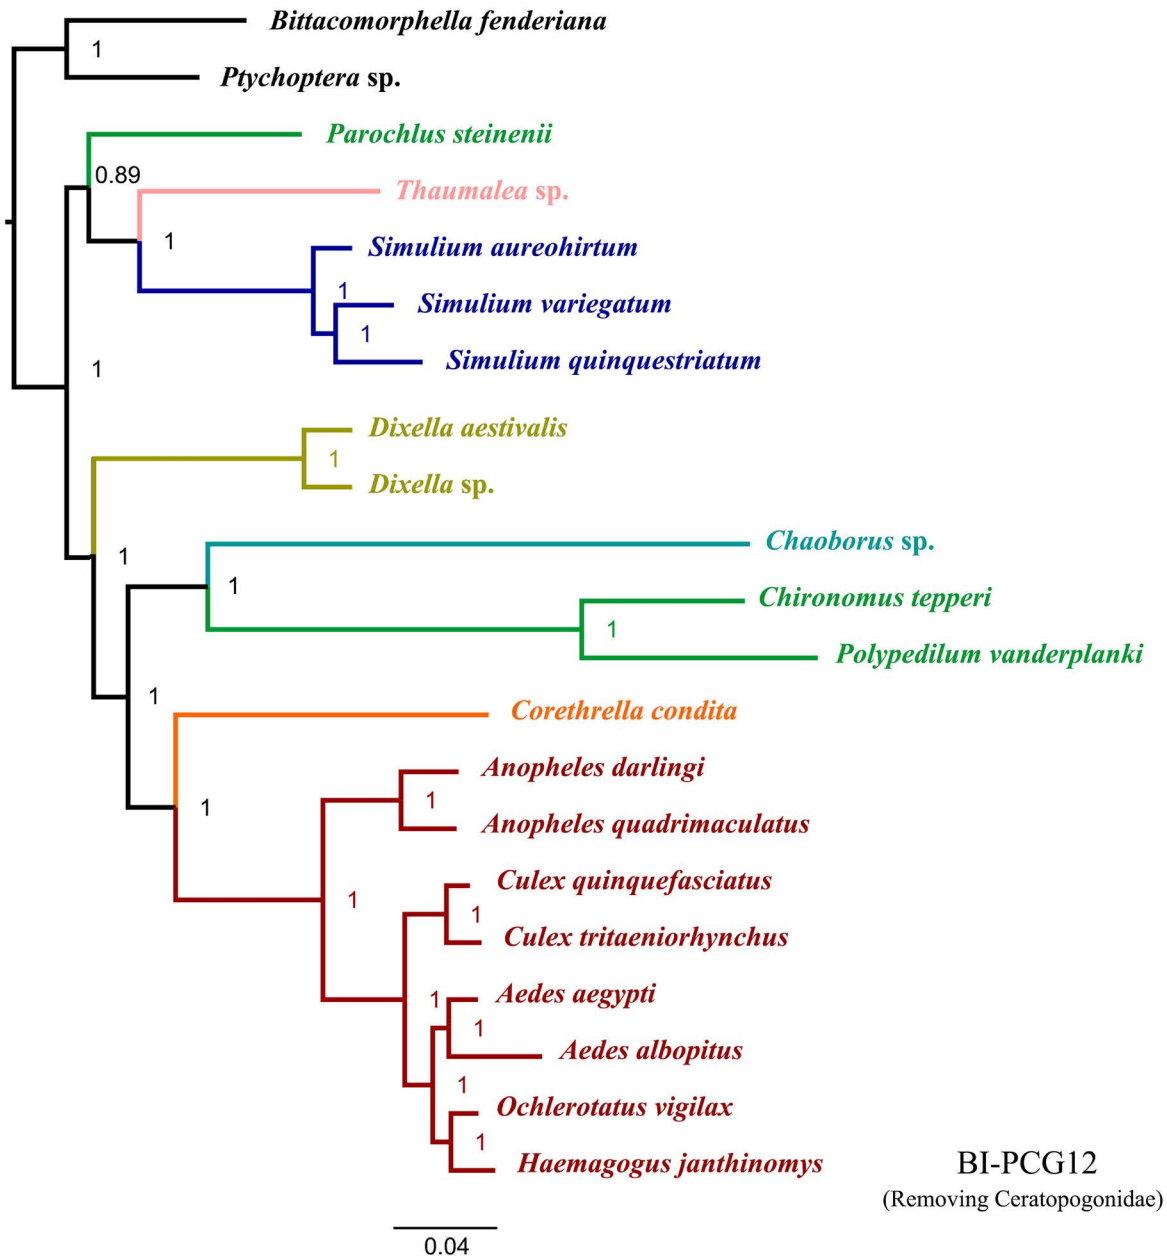 Bittacomorphella fenderiana
1
Ptychoptera sp.
Parochlus steinenii
0.89
Thaumalea sp.
1
Simulium aureohirtum
1
Simulium variegatum
1
Simulium quinquestriatum
1
Dixella aestivalis
1
Dixella sp.
Chaoborus sp.
1
1
Chironomus tepperi
1
Polypedilum vanderplanki
1
Corethrella condita
Anopheles darlingi
1
1
Anopheles quadrimaculatus
Culex quinquefasciatus
1
1
Culex tritaeniorhynchus
Aedes aegypti
1
1
Aedes albopitus
1
Ochlerotatus vigilax
1
Haemagogus janthinomys
BI-PCG12
(Removing Ceratopogonidae)
0.04